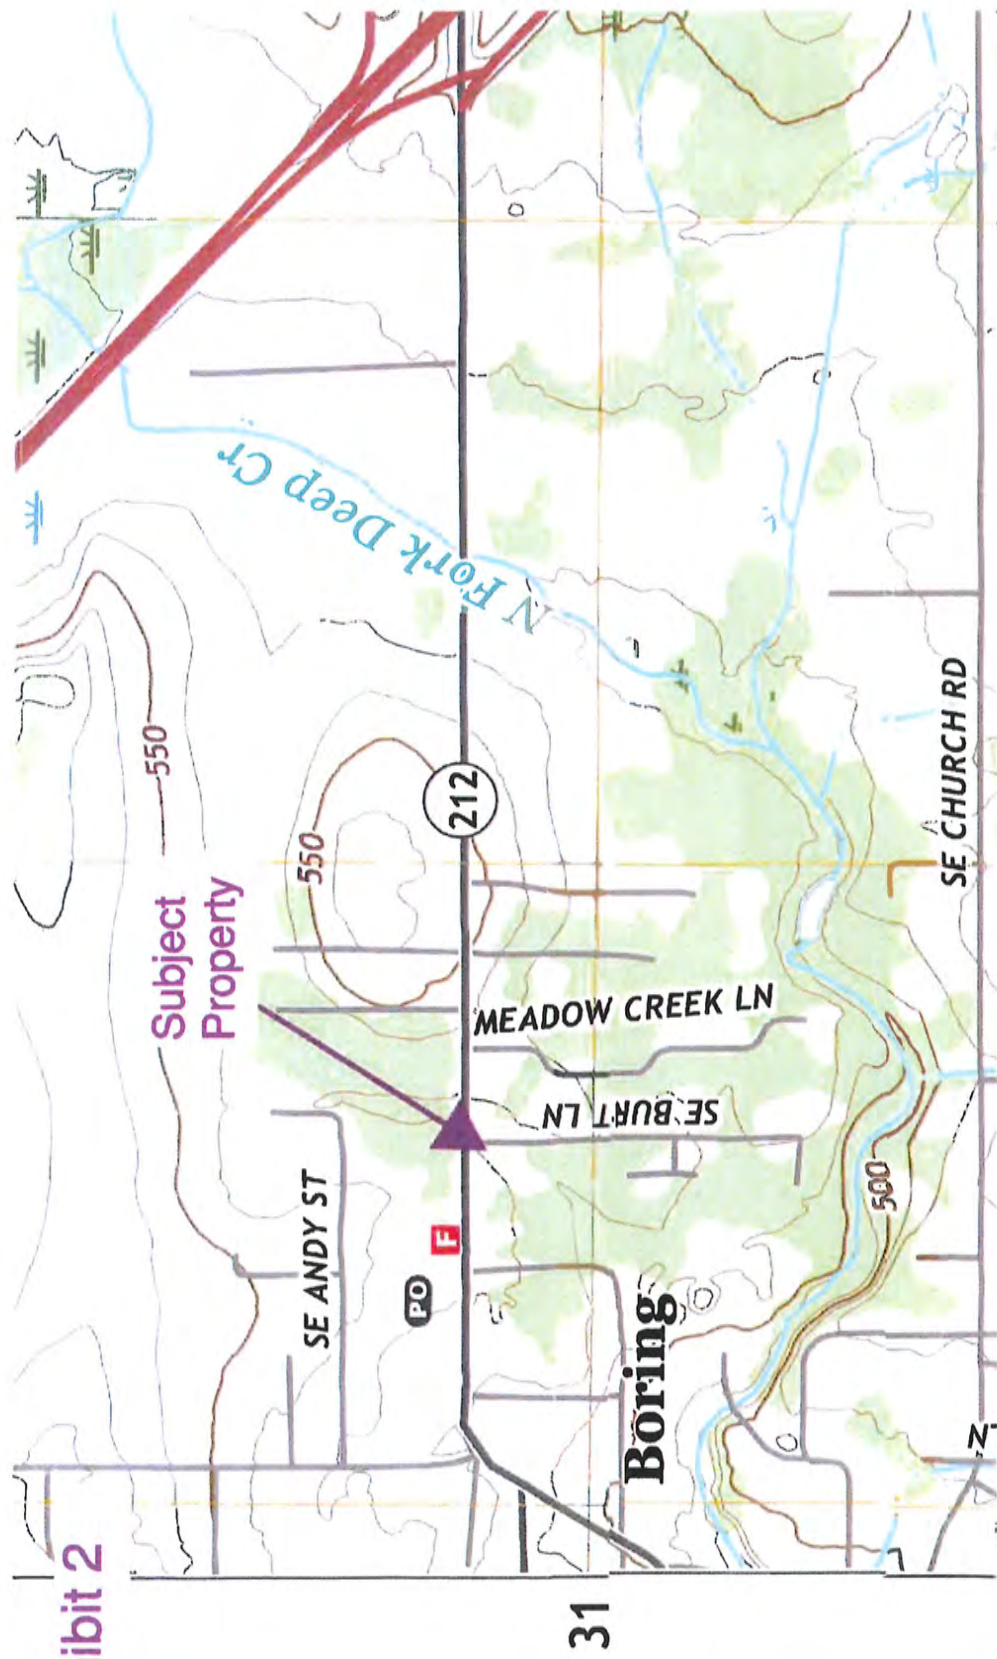 ibit 2
Subject
Property
550
550
N Fork Deep Cr
212
MEADOW CREEK LN
SE BURT LN
SE ANDY ST
F
PO
Boring
500
SE CHURCH RD
31
N